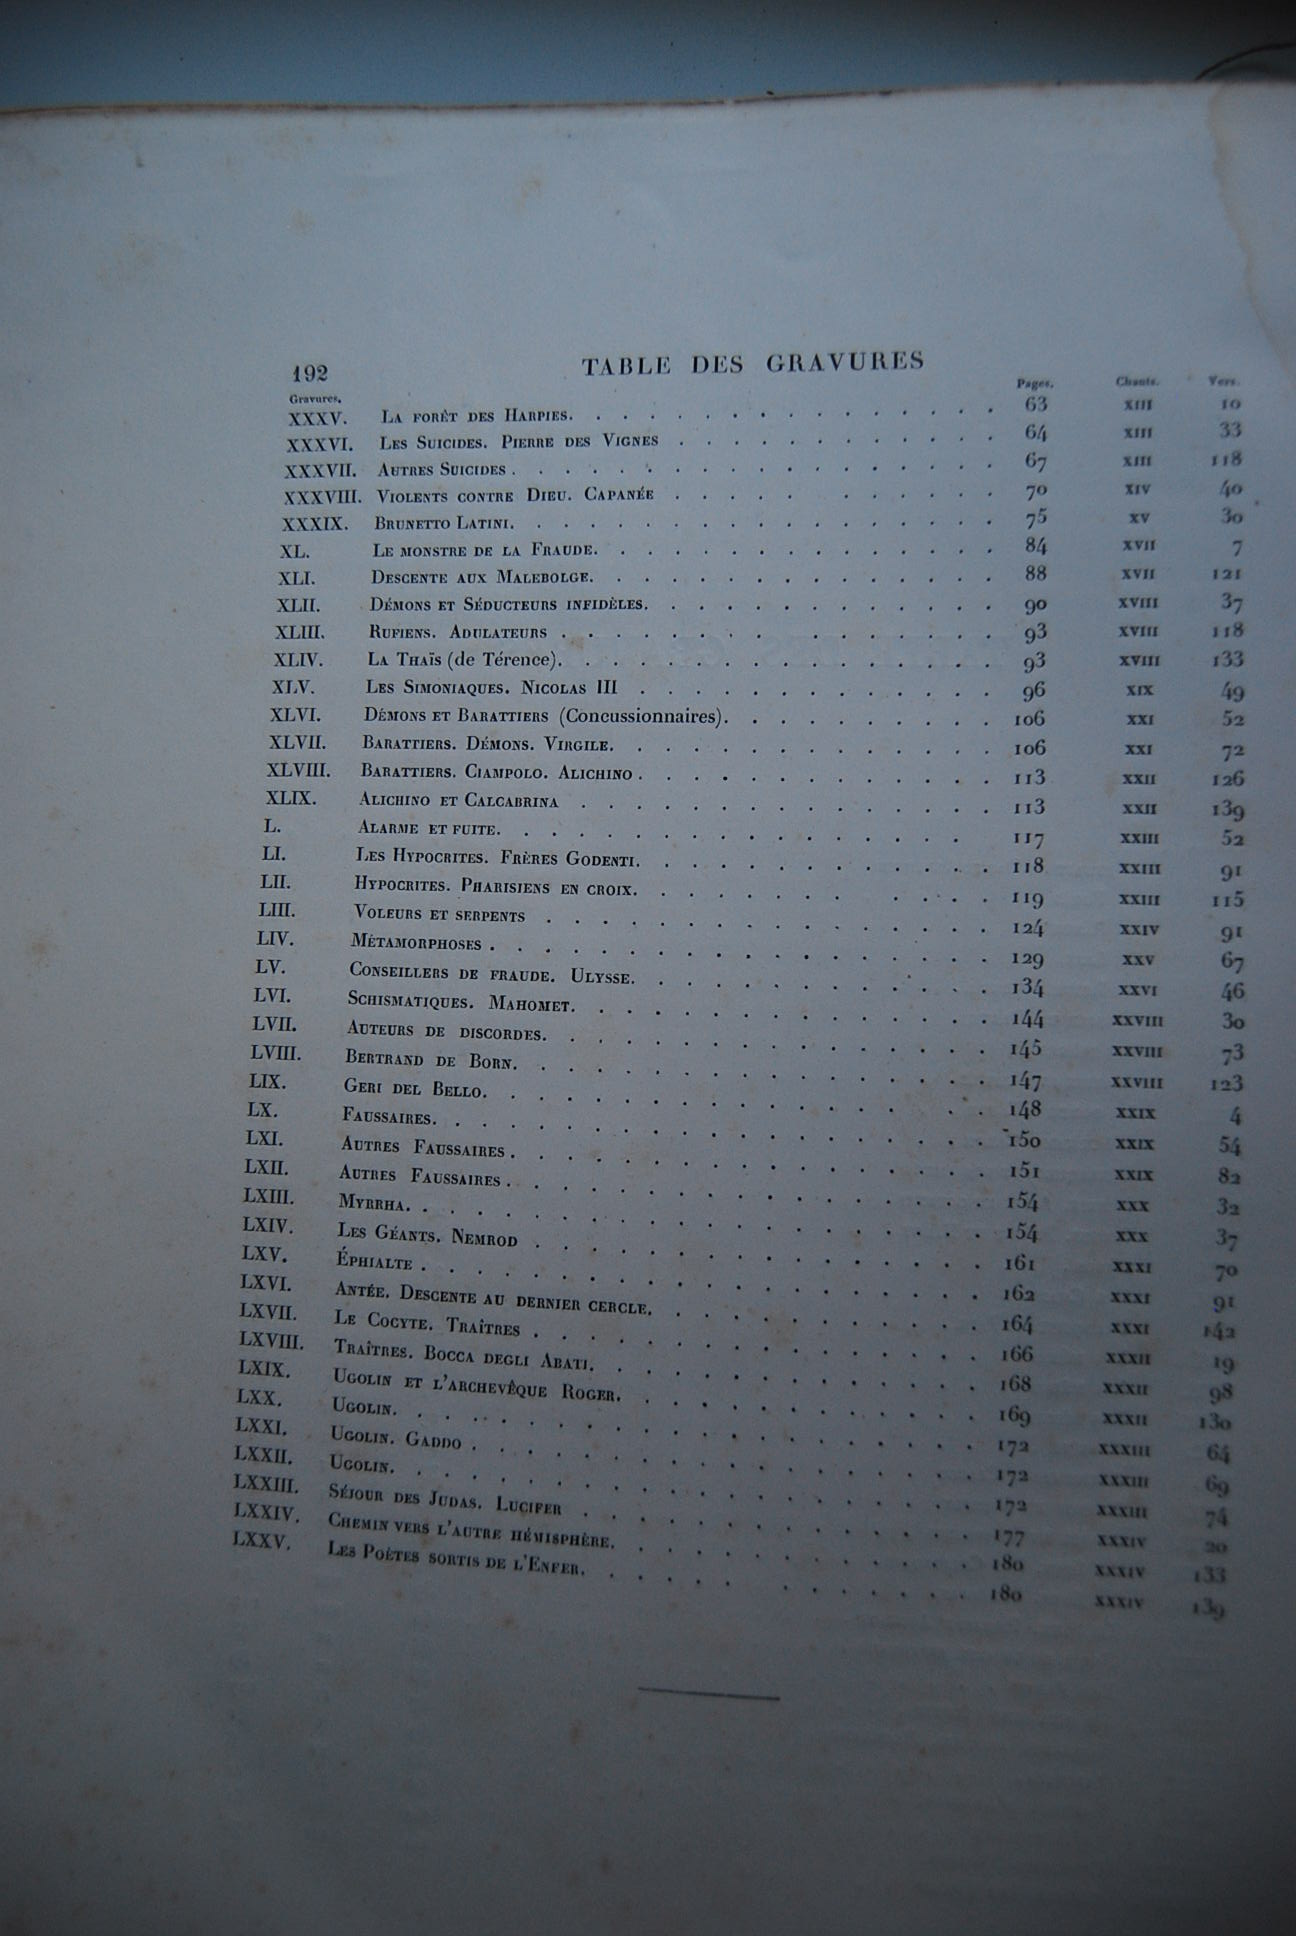 192 TABLE DES GRAVURES
Gravures. Pages. Chants. Vers.
XXXV. La forêt des Harpies. 63 XIII 10
XXXVI. Les Suicides. Pierre des Vignes 64 XIII 33
XXXVII. Autres Suicides. 67 XIII 118
XXXVIII. Violents contre Dieu. Capanée 70 XIV 40
XXXIX. Brunetto Latini. 75 XV 30
XL. Le monstre de la Fraude. 84 XVII 7
XLI. Descente aux Malebolge. 88 XVII 121
XLII. Démons et Séducteurs infidèles. 90 XVIII 37
XLIII. Rufiens. Adulateurs 93 XVIII 118
XLIV. La Thaïs (de Térence). 93 XVIII 133
XLV. Les Simoniaques. Nicolas III 96 XIX 49
XLVI. Démons et Barattiers (Concussionnaires). 106 XXI 52
XLVII. Barattiers. Démons. Virgile. 106 XXI 72
XLVIII. Barattiers. Ciampolo. Alichino. 113 XXII 126
XLIX. Alichino et Calcabrina 113 XXII 139
L. Alarme et fuite. 117 XXIII 52
LI. Les Hypocrites. Frères Godenti. 118 XXIII 91
LII. Hypocrites. Pharisiens en croix. 119 XXIII 115
LIII. Voleurs et serpents 124 XXIV 91
LIV. Métamorphoses. 129 XXV 67
LV. Conseillers de fraude. Ulysse. 134 XXVI 46
LVI. Schismatiques. Mahomet. 144 XXVIII 30
LVII. Auteurs de discordes. 145 XXVIII 73
LVIII. Bertrand de Born. 147 XXVIII 123
LIX. Geri del Bello. 148 XXIX 4
LX. Faussaires. 150 XXIX 54
LXI. Autres Faussaires. 151 XXIX 82
LXII. Autres Faussaires. 154 XXX 32
LXIII. Myrrha. 154 XXX 37
LXIV. Les Géants. Nemrod 161 XXXI 70
LXV. Éphialte. 162 XXXI 91
LXVI. Antée. Descente au dernier cercle. 164 XXXI 142
LXVII. Le Cocyte. Traîtres 166 XXXII 19
LXVIII. Traîtres. Bocca degli Abati. 168 XXXII 98
LXIX. Ugolin et l'archevêque Roger. 169 XXXII 130
LXX. Ugolin. 172 XXXIII 64
LXXI. Ugolin. Gaddo 172 XXXIII 69
LXXII. Ugolin. 172 XXXIII 74
LXXIII. Séjour des Judas. Lucifer 177 XXXIV 20
LXXIV. Chemin vers l'autre hémisphère. 180 XXXIV 133
LXXV. Les Poètes sortis de l'Enfer. 180 XXXIV 139